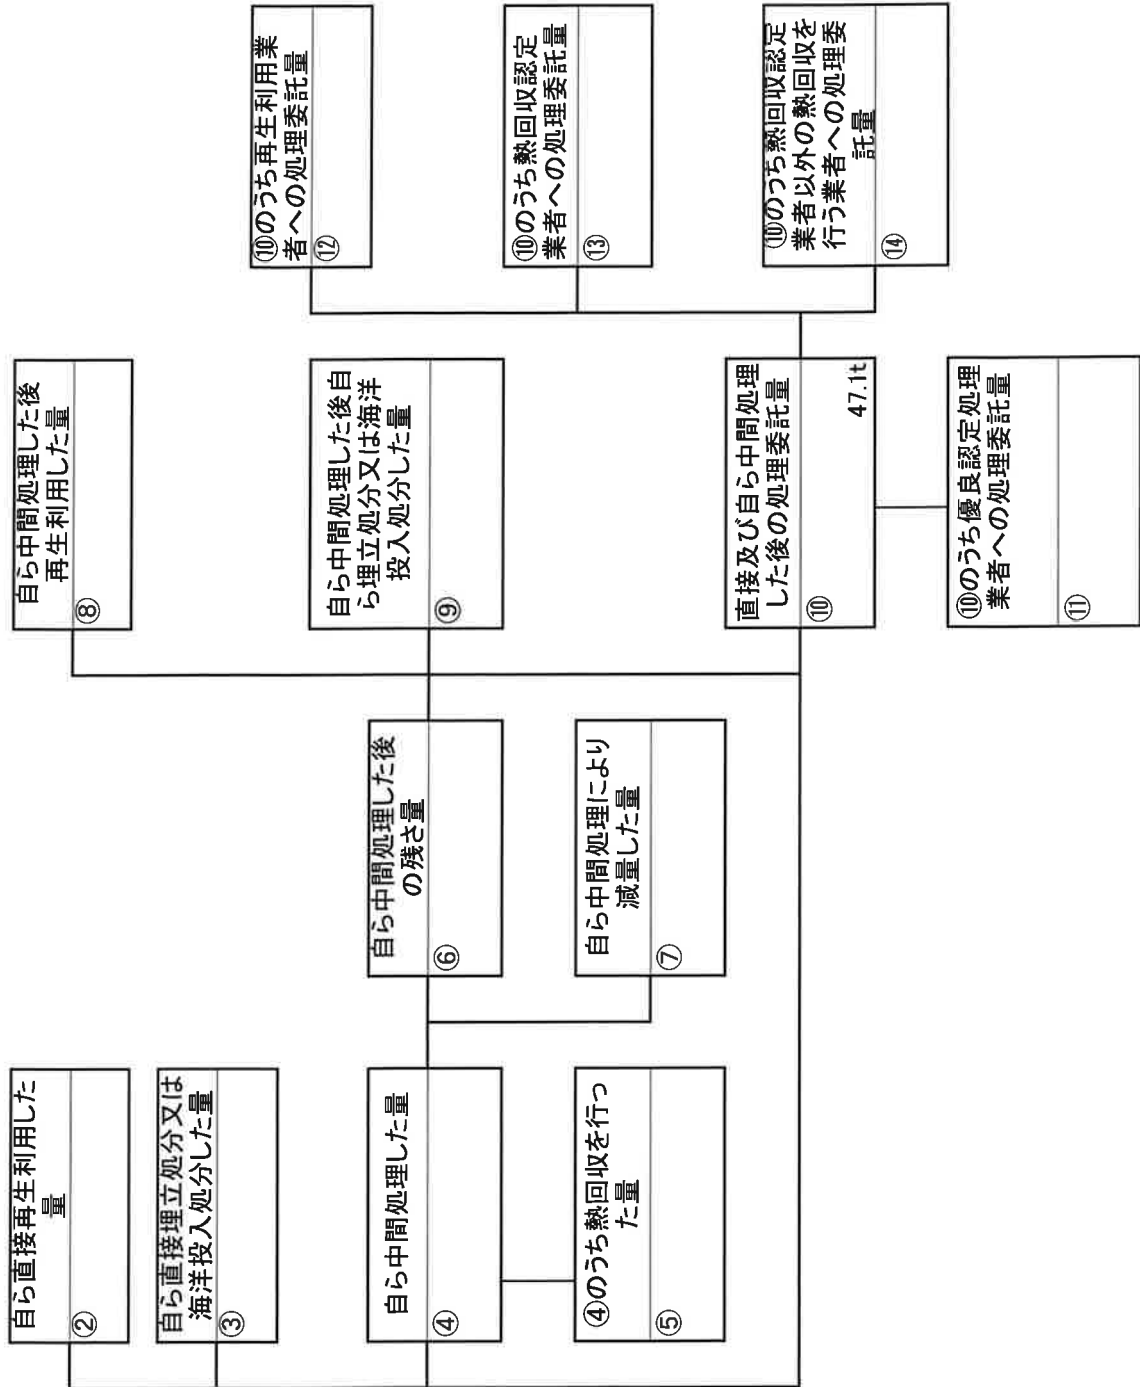 自ら直接再生利用した
量
②
自ら直接埋立処分又は
海洋投入処分した量
③
自ら中間処理した量
④
④のうち熱回収を行っ
た量
⑤
自ら中間処理した後
の残さ量
⑥
自ら中間処理により
減量した量
⑦
自ら中間処理した後
再生利用した量
⑧
自ら中間処理した後自
ら埋立処分又は海洋
投入処分した量
⑨
直接及び自ら中間処理
した後の処理委託量
⑩
47.1t
⑩のうち優良認定処理
業者への処理委託量
⑪
⑩のうち再生利用業
者への処理委託量
⑫
⑩のうち熱回収認定
業者への処理委託量
⑬
⑩のうち熱回収認定
業者以外の熱回収を
行う業者への処理委
託量
⑭